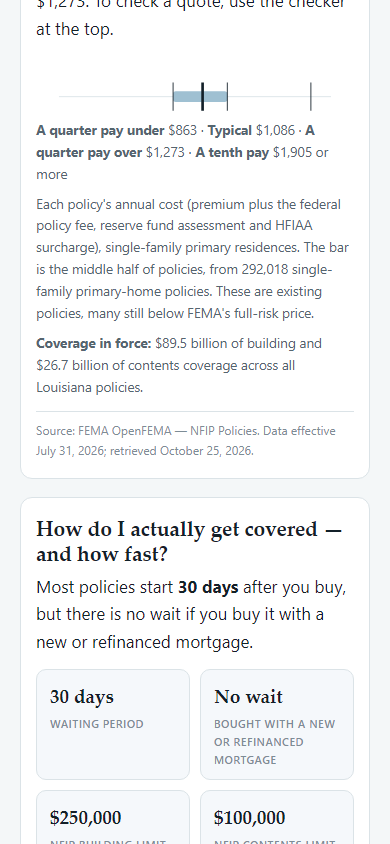 $1,273. To check a quote, use the checker
at the top.
A quarter pay under $863 · Typical $1,086 · A
quarter pay over $1,273 · A tenth pay $1,905 or
more
Each policy's annual cost (premium plus the federal
policy fee, reserve fund assessment and HFIAA
surcharge), single-family primary residences. The bar
is the middle half of policies, from 292,018 single-
family primary-home policies. These are existing
policies, many still below FEMA's full-risk price.
Coverage in force: $89.5 billion of building and
$26.7 billion of contents coverage across all
Louisiana policies.
Source: FEMA OpenFEMA — NFIP Policies. Data effective
July 31, 2026; retrieved October 25, 2026.
How do I actually get covered —
and how fast?
Most policies start 30 days after you buy,
but there is no wait if you buy it with a
new or refinanced mortgage.
30 days
WAITING PERIOD
No wait
BOUGHT WITH A NEW
OR REFINANCED
MORTGAGE
$250,000
NFIP BUILDING LIMIT
$100,000
NFIP CONTENTS LIMIT